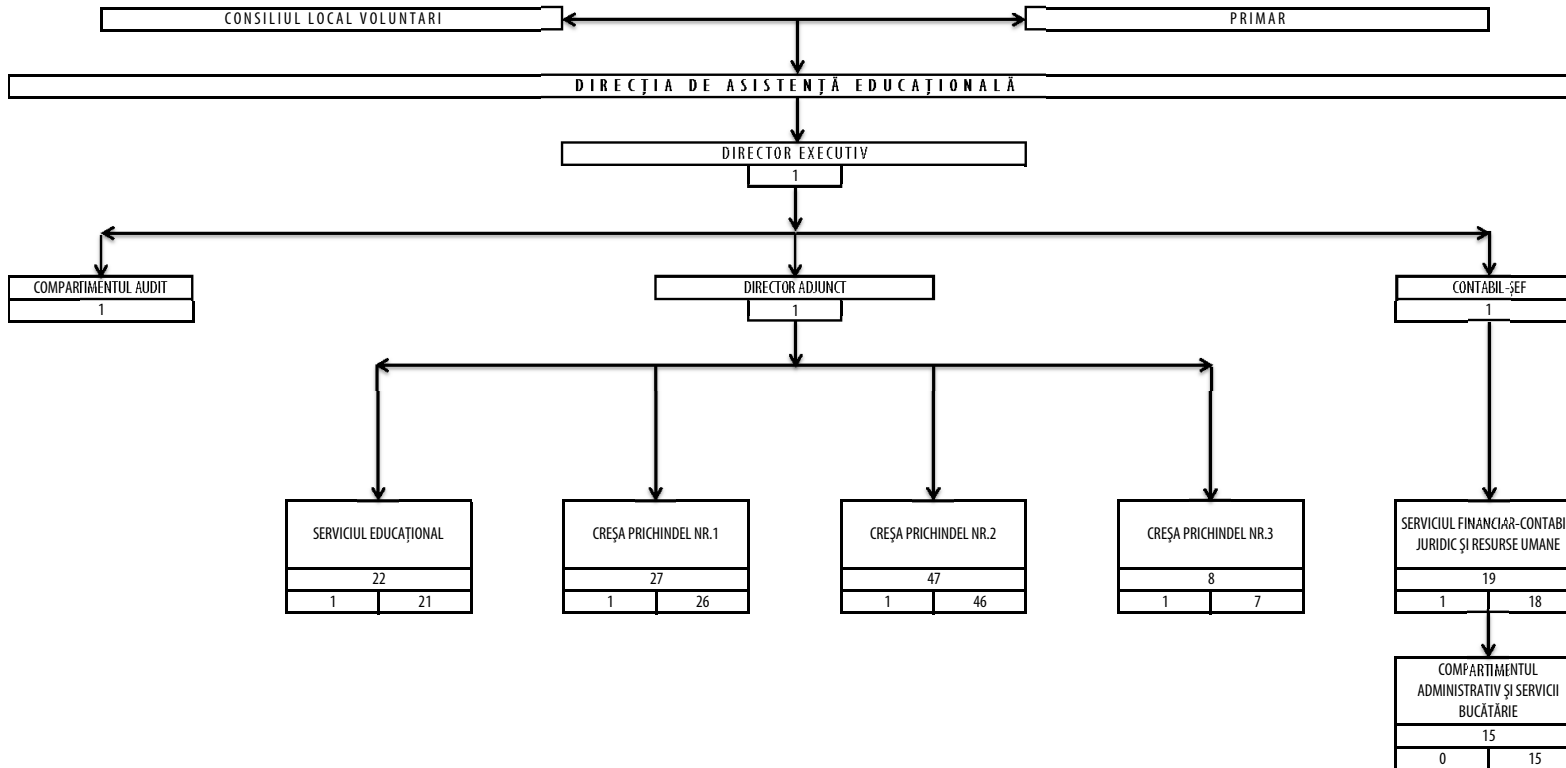 CONSILIUL LOCAL VOLUNTARI
PRIMAR
DIRECȚIA DE ASISTENȚĂ EDUCAȚIONALĂ
DIRECTOR EXECUTIV
1
COMPARTIMENTUL AUDIT
1
DIRECTOR ADJUNCT
1
CONTABIL-ȘEF
1
SERVICIUL EDUCAȚIONAL
22
1 21
CREȘA PRICHINDEL NR.1
27
1 26
CREȘA PRICHINDEL NR.2
47
1 46
CREȘA PRICHINDEL NR.3
8
1 7
SERVICIUL FINANCIAR-CONTABI
JURIDIC ȘI RESURSE UMANE
19
1 18
COMPARTIMENTUL
ADMINISTRATIV ȘI SERVICII
BUCĂTĂRIE
15
0 15